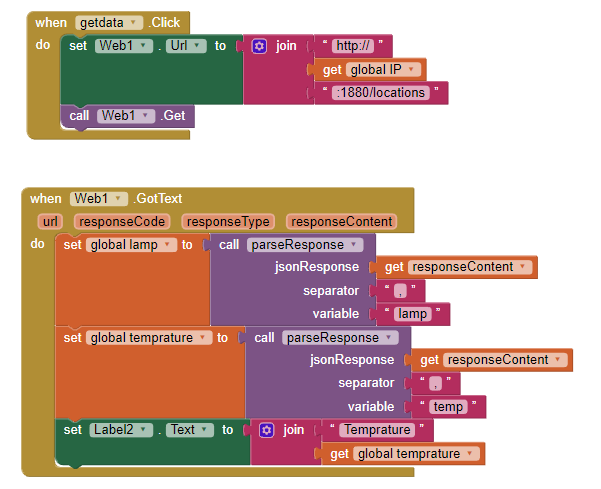 when getdata .Click
do set Web1 . Url to join “ http:// ”
get global IP
“ :1880/locations ”
call Web1 .Get
when Web1 .GotText
url responseCode responseType responseContent
do set global lamp to call parseResponse
jsonResponse get responseContent
separator “ , ”
variable “ lamp ”
set global temprature to call parseResponse
jsonResponse get responseContent
separator “ , ”
variable “ temp ”
set Label2 . Text to join “ Temprature ”
get global temprature